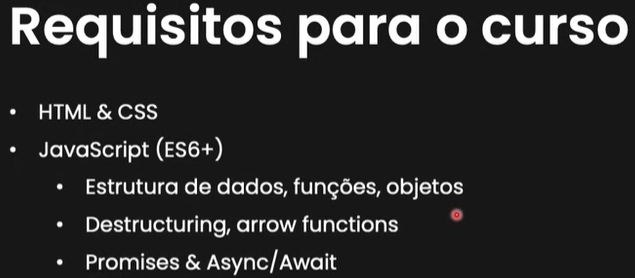 Requisitos para o curso
• HTML & CSS
• JavaScript (ES6+)
• Estrutura de dados, funções, objetos
• Destructuring, arrow functions
• Promises & Async/Await